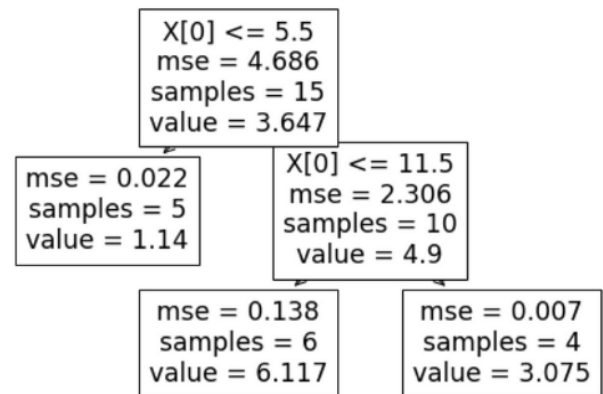 X[0] <= 5.5
mse = 4.686
samples = 15
value = 3.647
mse = 0.022
samples = 5
value = 1.14
X[0] <= 11.5
mse = 2.306
samples = 10
value = 4.9
mse = 0.138
samples = 6
value = 6.117
mse = 0.007
samples = 4
value = 3.075